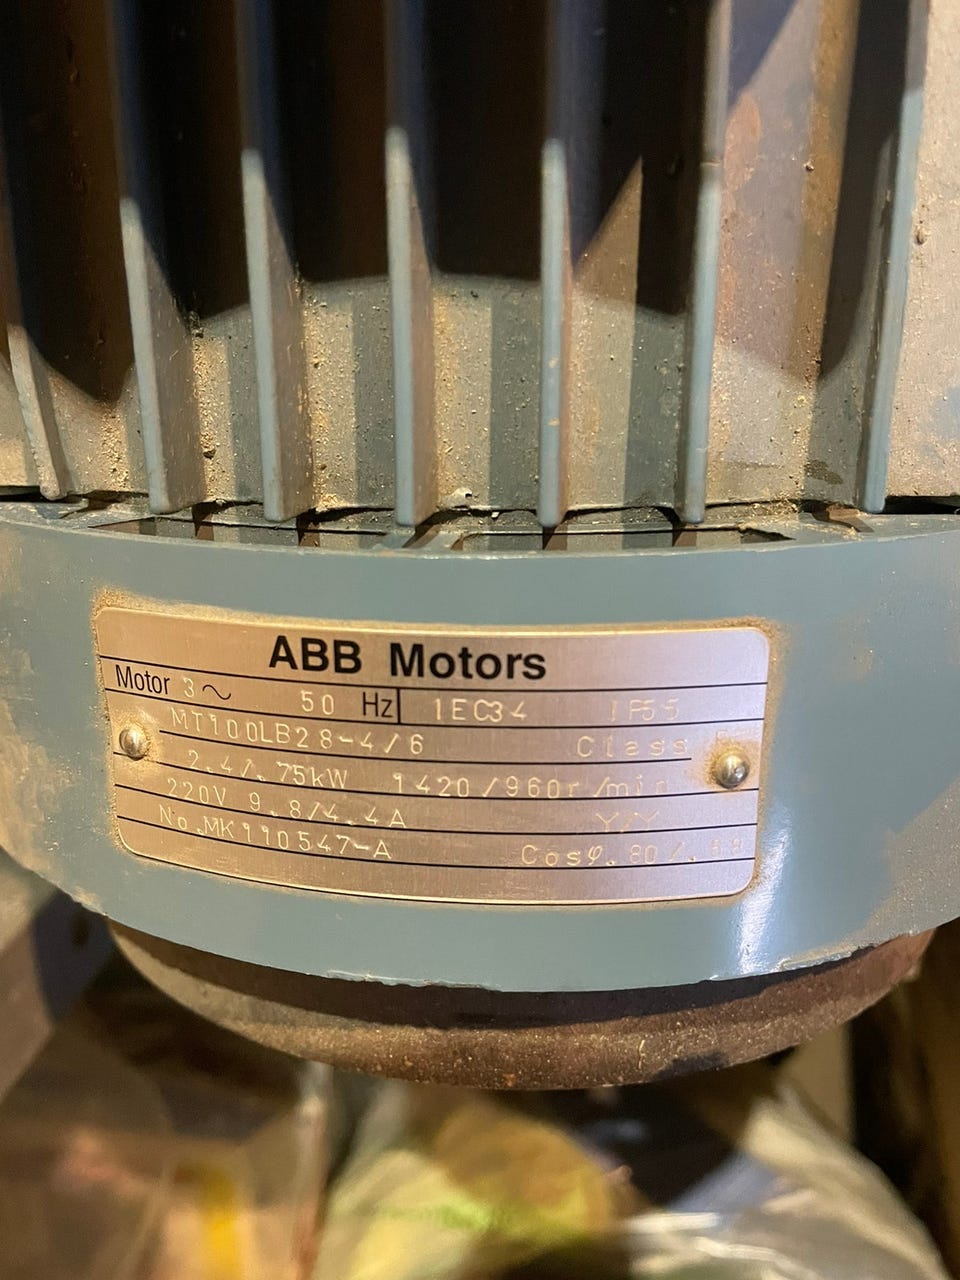 ABB Motors
Motor 3~ 50 Hz IEC34 IP55
MT100LB28-4/6 Class
2.4/.75kW 1420/960r/min
220V 9.8/4.4A Y/Y
No.MK110547-A Cosφ.80/.